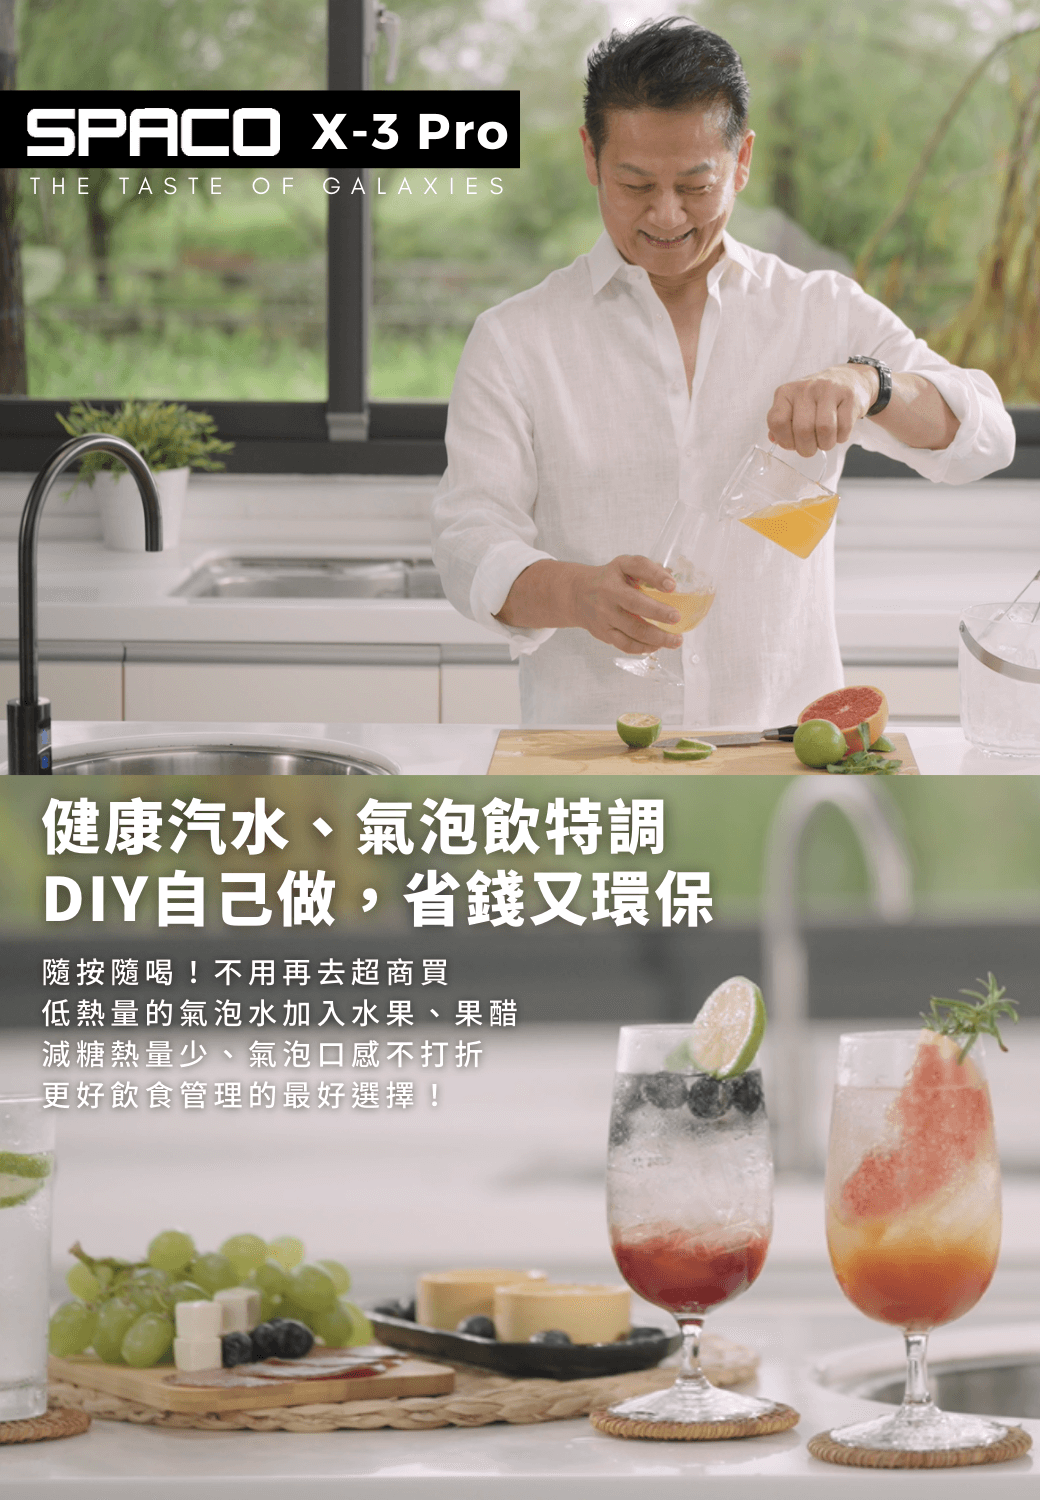 SPACO X-3 Pro
THE TASTE OF GALAXIES
健康汽水、氣泡飲特調
DIY自己做，省錢又環保
隨按隨喝！不用再去超商買
低熱量的氣泡水加入水果、果醋
減糖熱量少、氣泡口感不打折
更好飲食管理的最好選擇！